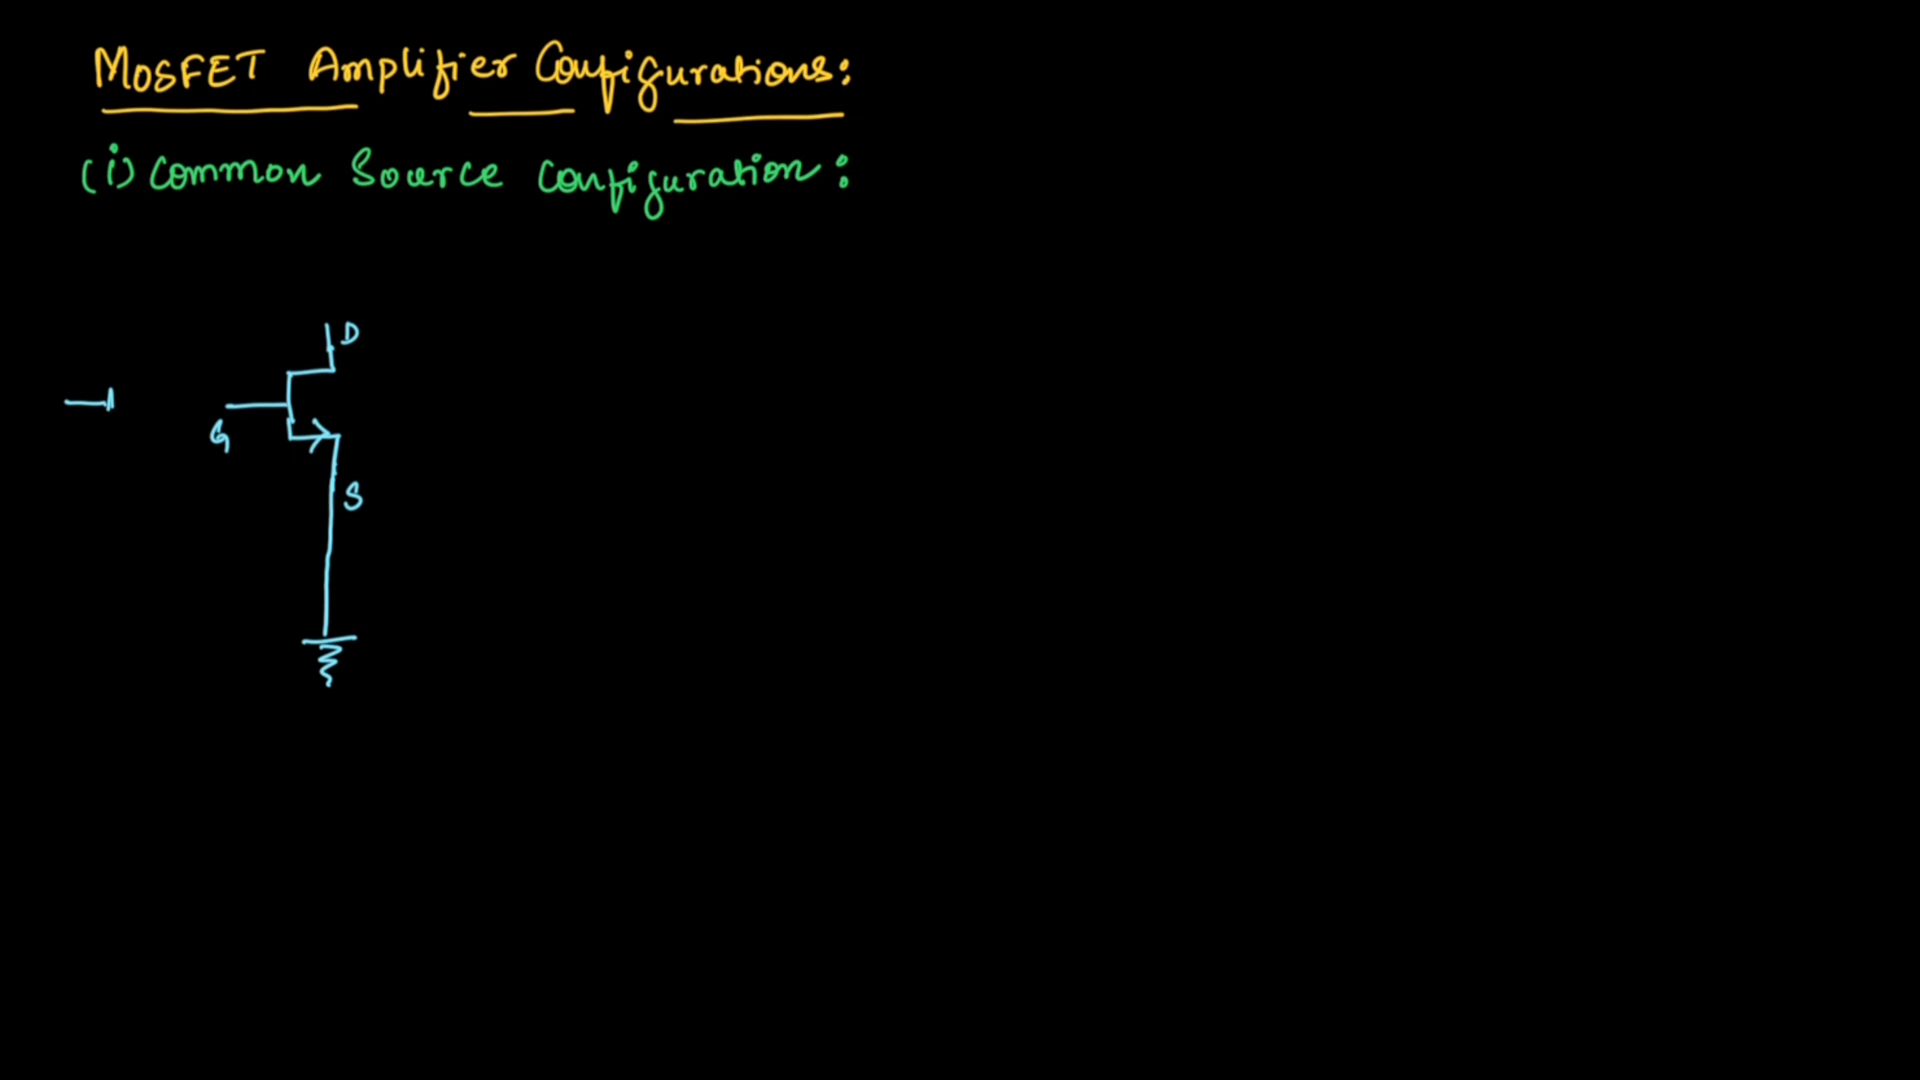 MOSFET Amplifier Configurations:
(i) Common Source Configuration:
D
G
S